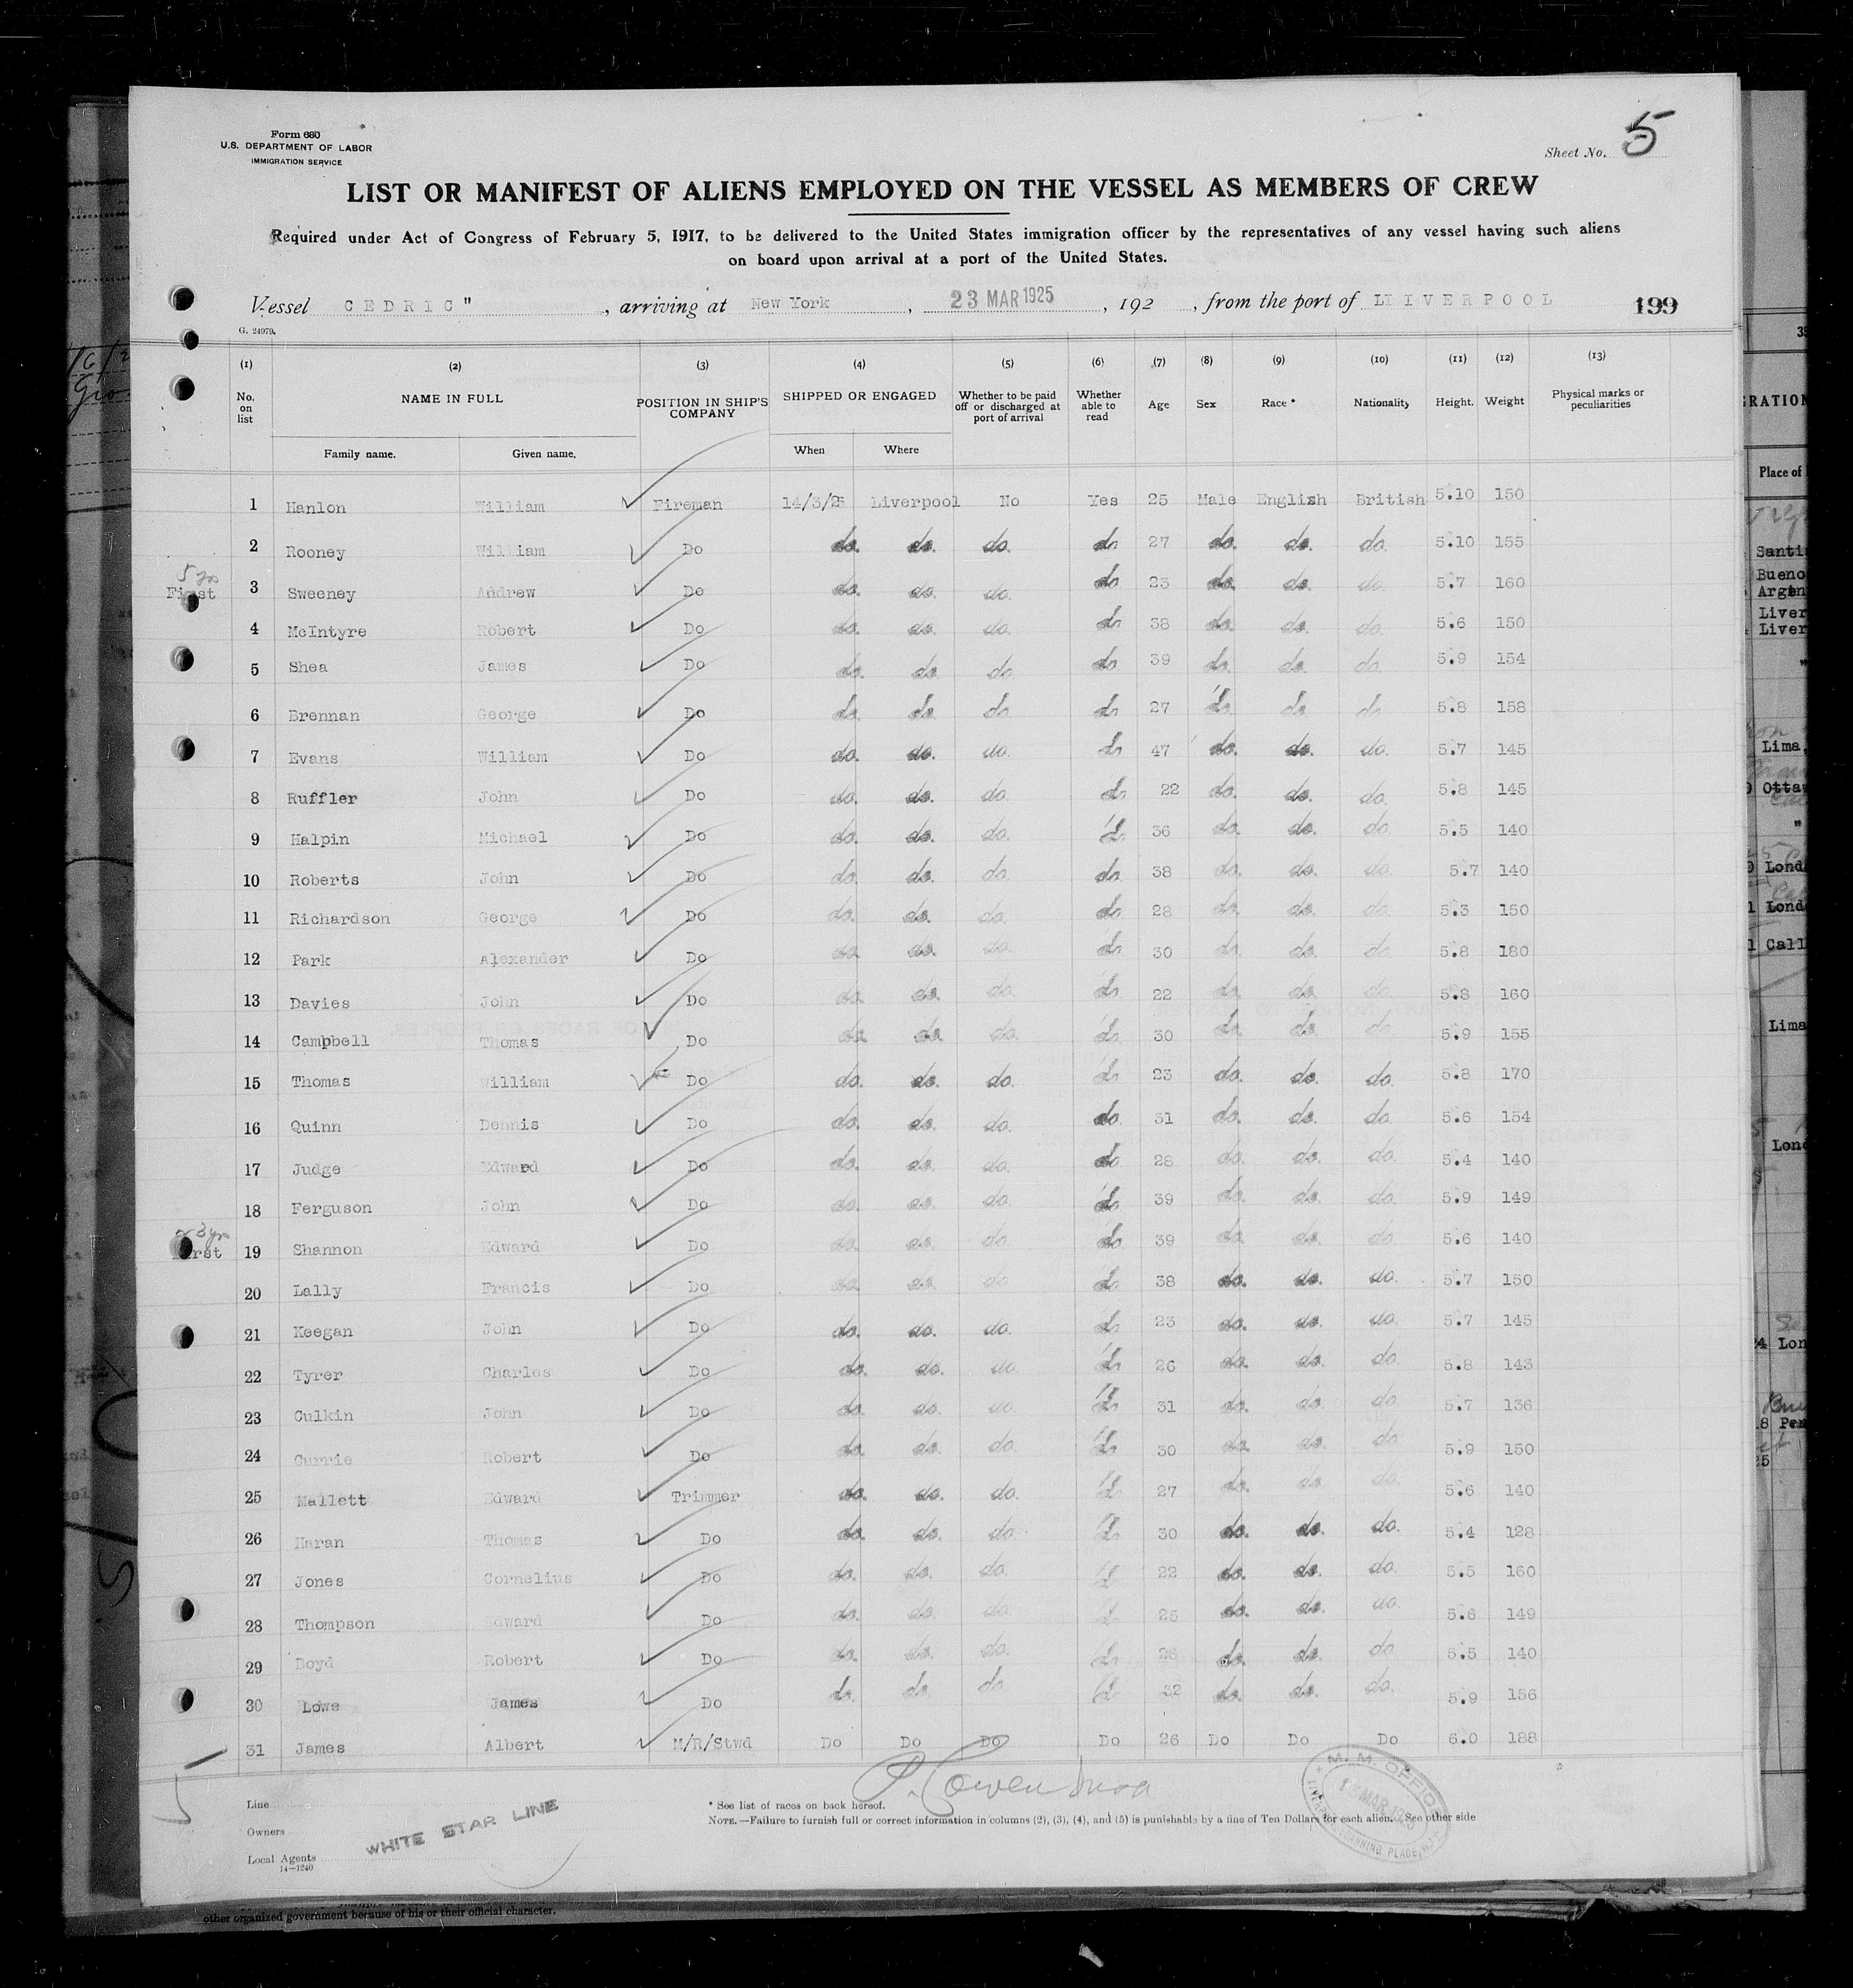 Form 680
U.S. DEPARTMENT OF LABOR
IMMIGRATION SERVICE
Sheet No. 5
LIST OR MANIFEST OF ALIENS EMPLOYED ON THE VESSEL AS MEMBERS OF CREW
Required under Act of Congress of February 5, 1917, to be delivered to the United States immigration officer by the representatives of any vessel having such aliens
on board upon arrival at a port of the United States.
Vessel CEDRIC", arriving at New York, 23 MAR 1925, 192 , from the port of LIVERPOOL 199
G. 24979.
(1) (2) (3) (4) (5) (6) (7) (8) (9) (10) (11) (12) (13)
No. on list NAME IN FULL POSITION IN SHIP'S COMPANY SHIPPED OR ENGAGED Whether to be paid off or discharged at port of arrival Whether able to read Age Sex Race * Nationality Height. Weight Physical marks or peculiarities
Family name. Given name. When Where
1 Hanlon William Fireman 14/3/25 Liverpool No Yes 25 Male English British 5.10 150
2 Rooney William Do do. do. do. do 27 do. do. do. 5.10 155
5 yrs
First 3 Sweeney Andrew Do do. do. do. do 23 do. do. do. 5.7 160
4 McIntyre Robert Do do. do. do. do 38 do. do. do. 5.6 150
5 Shea James Do do. do. do do 39 do. do. do. 5.9 154
6 Brennan George Do do. do. do do 27 do. do. do. 5.8 158
7 Evans William Do do. do. do. do 47 do. do. do. 5.7 145
8 Ruffler John Do do. do. do. do 22 do. do. do. 5.8 145
9 Halpin Michael Do do. do. do. do 36 do. do. do. 5.5 140
10 Roberts John Do do. do. do. do. 38 do. do. do. 5.7 140
11 Richardson George Do do. do. do. do 28 do. do. do 5.3 150
12 Park Alexander Do do. do. do. do 30 do. do. do 5.8 180
13 Davies John Do do. do. do. do 22 do. do. do 5.8 160
14 Campbell Thomas Do do. do. do. do 30 do. do. do 5.9 155
15 Thomas William Do do. do. do. do 23 do. do. do. 5.8 170
16 Quinn Dennis Do do. do. do. do. 31 do. do. do. 5.6 154
17 Judge Edward Do do. do. do. do 28 do. do. do. 5.4 140
18 Ferguson John Do do. do. do. do 39 do. do. do. 5.9 149
3 yrs
First 19 Shannon Edward Do do. do. do. do. 39 do. do. do. 5.6 140
20 Lally Francis Do do. do. do do 38 do. do. do. 5.7 150
21 Keegan John Do do. do. do. do 23 do. do. do. 5.7 145
22 Tyrer Charles Do do. do. do. do 26 do. do. do. 5.8 143
23 Culkin John Do do. do. do. do 31 do. do. do 5.7 136
24 Currie Robert Do do. do. do. do 30 do. do. do 5.9 150
25 Mallett Edward Trimmer do. do. do. do 27 do. do do. 5.6 140
26 Haran Thomas Do do. do. do. do 30 do. do. do. 5.4 128
27 Jones Cornelius Do do. do. do. do 22 do. do. do. 5.5 160
28 Thompson Edward Do do. do. do. do 25 do. do. do. 5.6 149
29 Boyd Robert Do do. do. do. do do. do. do 5.5 140
30 Lowe James Do do. do. do. do 32 do. do. do. 5.9 156
31 James Albert M/R/Stwd Do Do Do Do 26 Do Do Do 6.0 188
Line
Owners
Local Agents
14—1240
WHITE STAR LINE
* See list of races on back hereof.
NOTE.—Failure to furnish full or correct information in columns (2), (3), (4), and (5) is punishable by a fine of Ten Dollars for each alien. See other side
M. M. OFFICE
MAR 1925
CANNING PLACE
other organized government because of his or their official character.
RATION
Place of
Lima
Lima